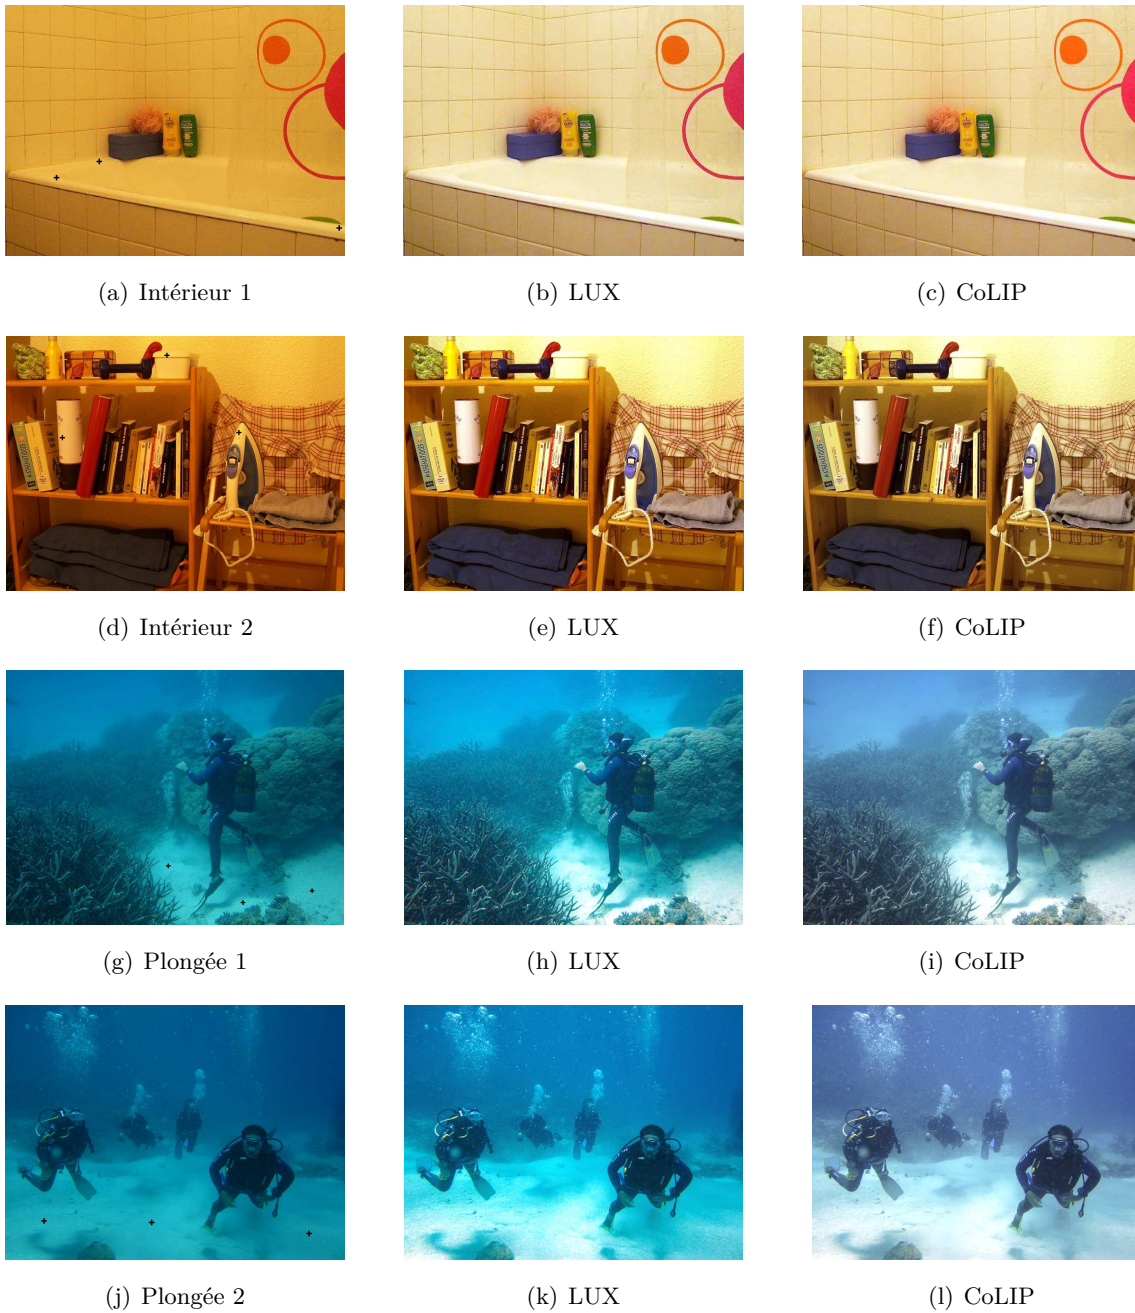 (a) Intérieur 1
(b) LUX
(c) CoLIP
(d) Intérieur 2
(e) LUX
(f) CoLIP
(g) Plongée 1
(h) LUX
(i) CoLIP
(j) Plongée 2
(k) LUX
(l) CoLIP